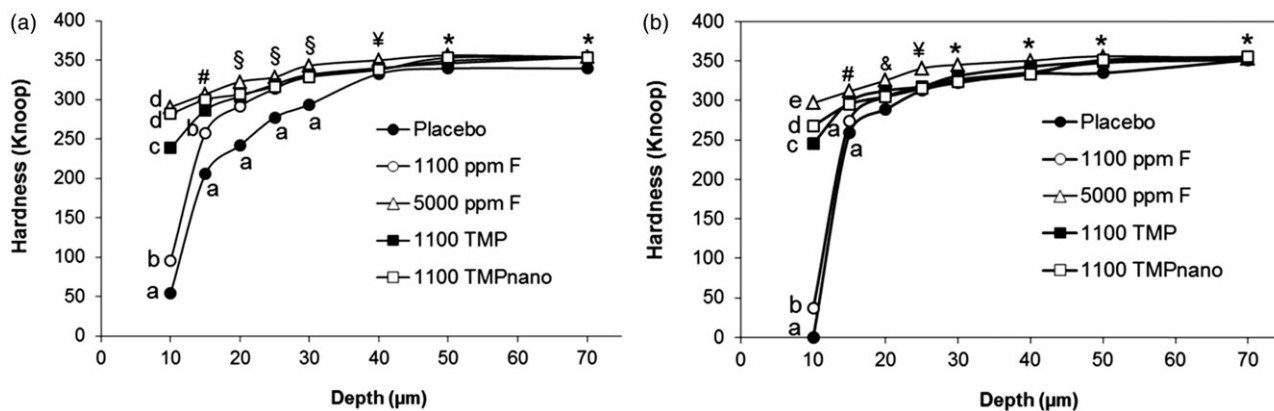 (a)
400
350
300
250
200
150
100
50
0
Hardness (Knoop)
# § § § ¥ * *
d
d
c
b
a
b
a
a
a
a
Placebo
1100 ppm F
5000 ppm F
1100 TMP
1100 TMPnano
0 10 20 30 40 50 60 70
Depth (µm)
(b)
400
350
300
250
200
150
100
50
0
Hardness (Knoop)
# & ¥ * * * *
e
d
c
a
a
b
a
Placebo
1100 ppm F
5000 ppm F
1100 TMP
1100 TMPnano
0 10 20 30 40 50 60 70
Depth (µm)